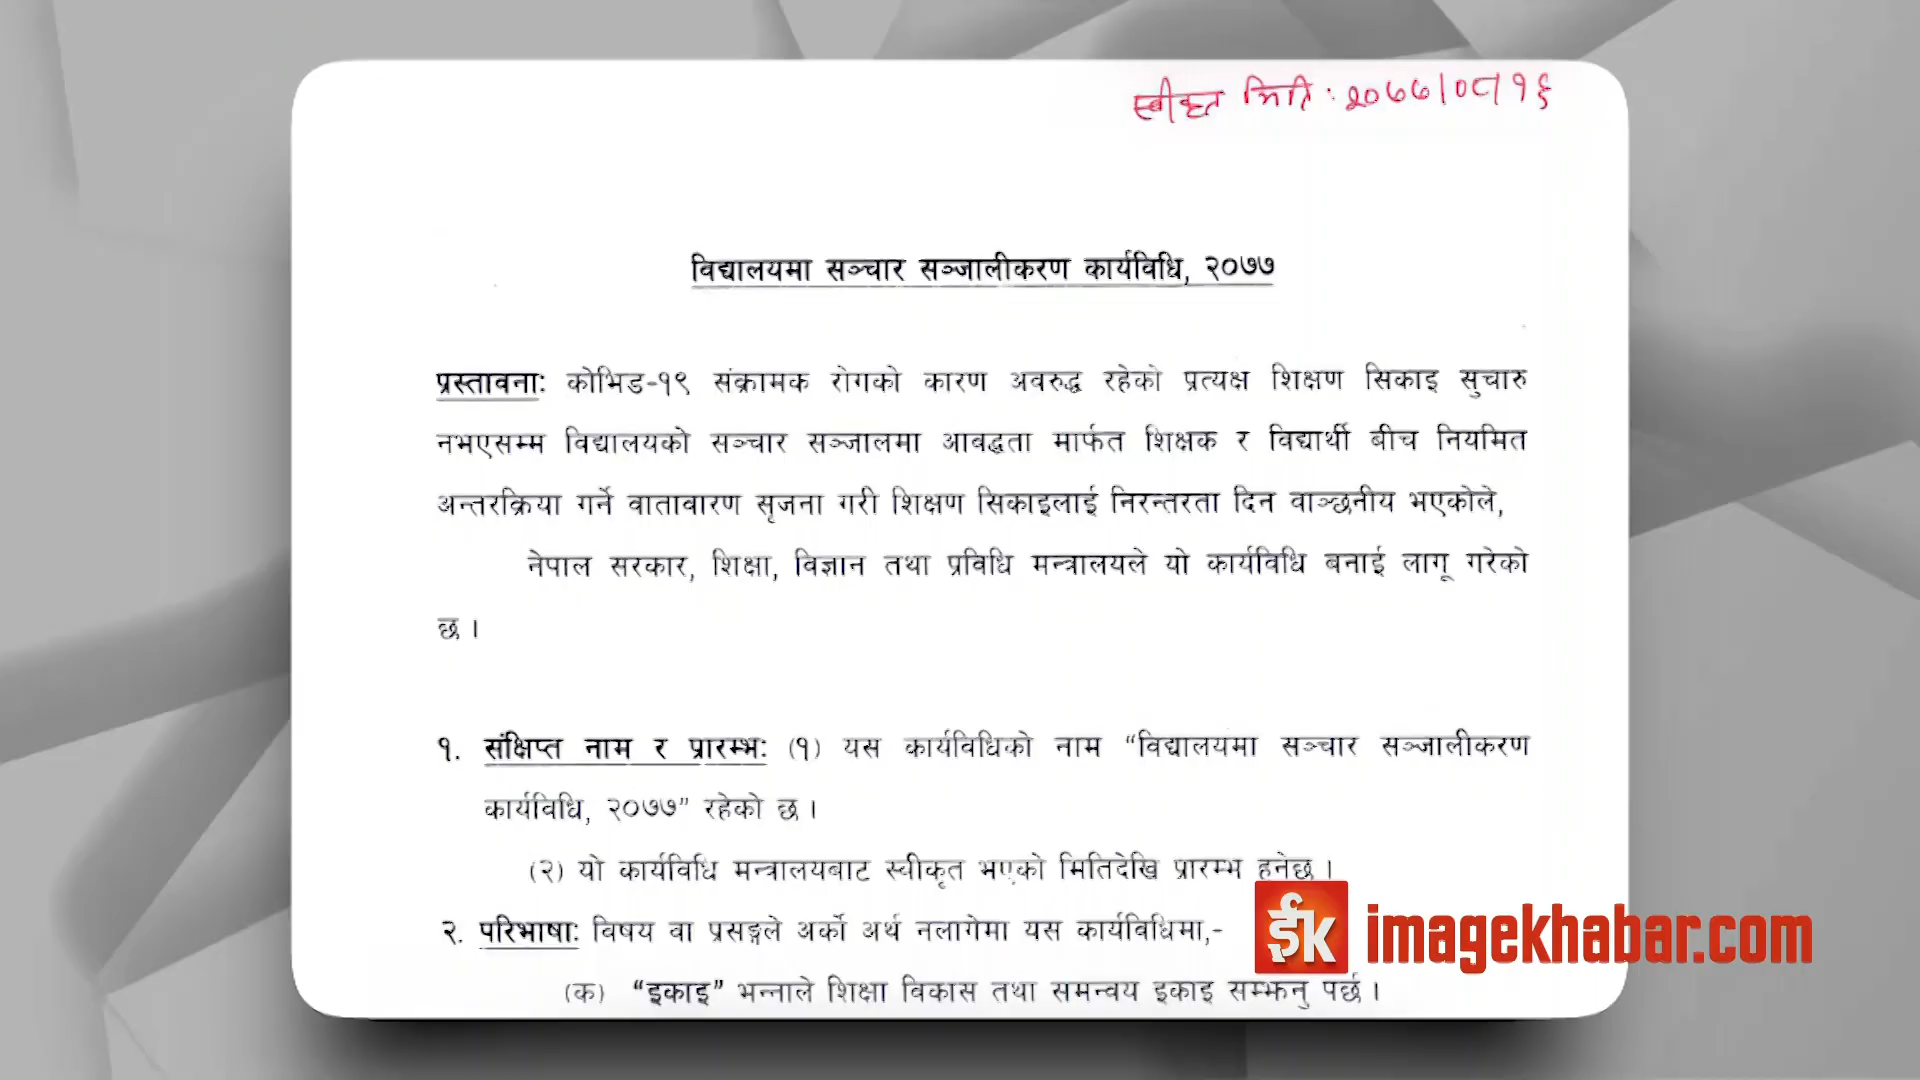 स्वीकृत मिति : २०७७।०८।१६
विद्यालयमा सञ्चार सञ्जालीकरण कार्यविधि, २०७७
प्रस्तावनाः कोभिड-१९ संक्रामक रोगको कारण अवरुद्ध रहेको प्रत्यक्ष शिक्षण सिकाइ सुचारु
नभएसम्म विद्यालयको सञ्चार सञ्जालमा आबद्धता मार्फत शिक्षक र विद्यार्थी बीच नियमित
अन्तरक्रिया गर्ने वातावारण सृजना गरी शिक्षण सिकाइलाई निरन्तरता दिन वाञ्छनीय भएकोले,
नेपाल सरकार, शिक्षा, विज्ञान तथा प्रविधि मन्त्रालयले यो कार्यविधि बनाई लागू गरेको
छ ।
१. संक्षिप्त नाम र प्रारम्भः (१) यस कार्यविधिको नाम “विद्यालयमा सञ्चार सञ्जालीकरण
कार्यविधि, २०७७” रहेको छ ।
(२) यो कार्यविधि मन्त्रालयबाट स्वीकृत भएको मितिदेखि प्रारम्भ हुनेछ ।
२. परिभाषाः विषय वा प्रसङ्गले अर्को अर्थ नलागेमा यस कार्यविधिमा,-
ईk imagekhabar.com
(क) “इकाइ” भन्नाले शिक्षा विकास तथा समन्वय इकाइ सम्झनु पर्छ ।